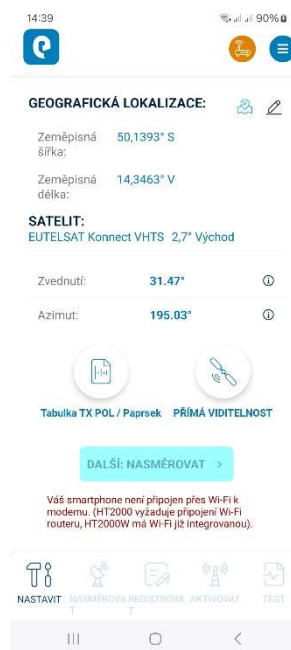 14:39
90%
GEOGRAFICKÁ LOKALIZACE:
Zeměpisná šířka: 50,1393° S
Zeměpisná délka: 14,3463° V
SATELIT:
EUTELSAT Konnect VHTS 2,7° Východ
Zvednutí: 31.47°
Azimut: 195.03°
Tabulka TX POL / Paprsek PŘÍMÁ VIDITELNOST
DALŠÍ: NASMĚROVAT >
Váš smartphone není připojen přes Wi-Fi k
modemu. (HT2000 vyžaduje připojení Wi-Fi
routeru, HT2000W má Wi-Fi již integrovanou).
NASTAVIT NASMĚROVAT REGISTROVAT AKTIVOVAT TEST